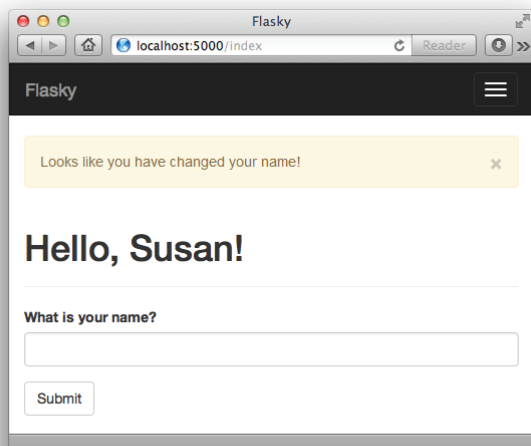 Flasky
localhost:5000/index
Reader
Flasky
Looks like you have changed your name!
×
Hello, Susan!
What is your name?
Submit